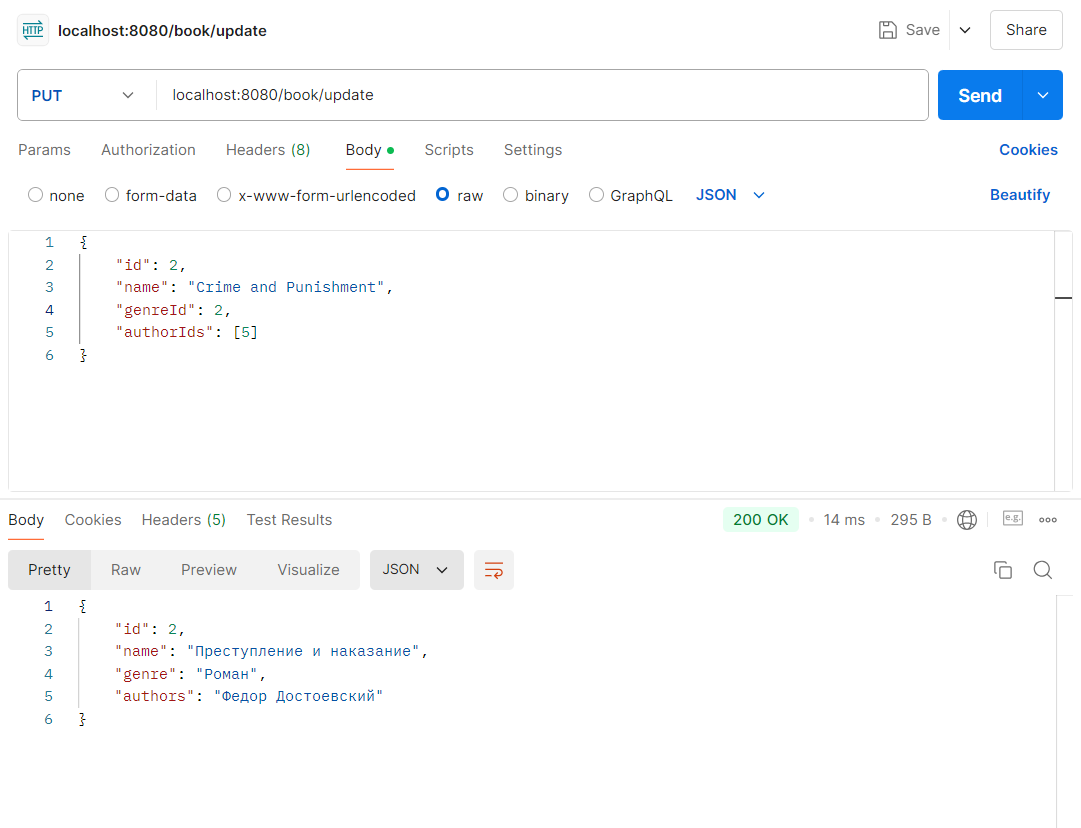 HTTP localhost:8080/book/update Save Share
PUT localhost:8080/book/update Send
Params Authorization Headers (8) Body Scripts Settings Cookies
none form-data x-www-form-urlencoded raw binary GraphQL JSON Beautify
1 {
2 "id": 2,
3 "name": "Crime and Punishment",
4 "genreId": 2,
5 "authorIds": [5]
6 }
Body Cookies Headers (5) Test Results 200 OK • 14 ms • 295 B • e.g.
Pretty Raw Preview Visualize JSON
1 {
2 "id": 2,
3 "name": "Преступление и наказание",
4 "genre": "Роман",
5 "authors": "Федор Достоевский"
6 }